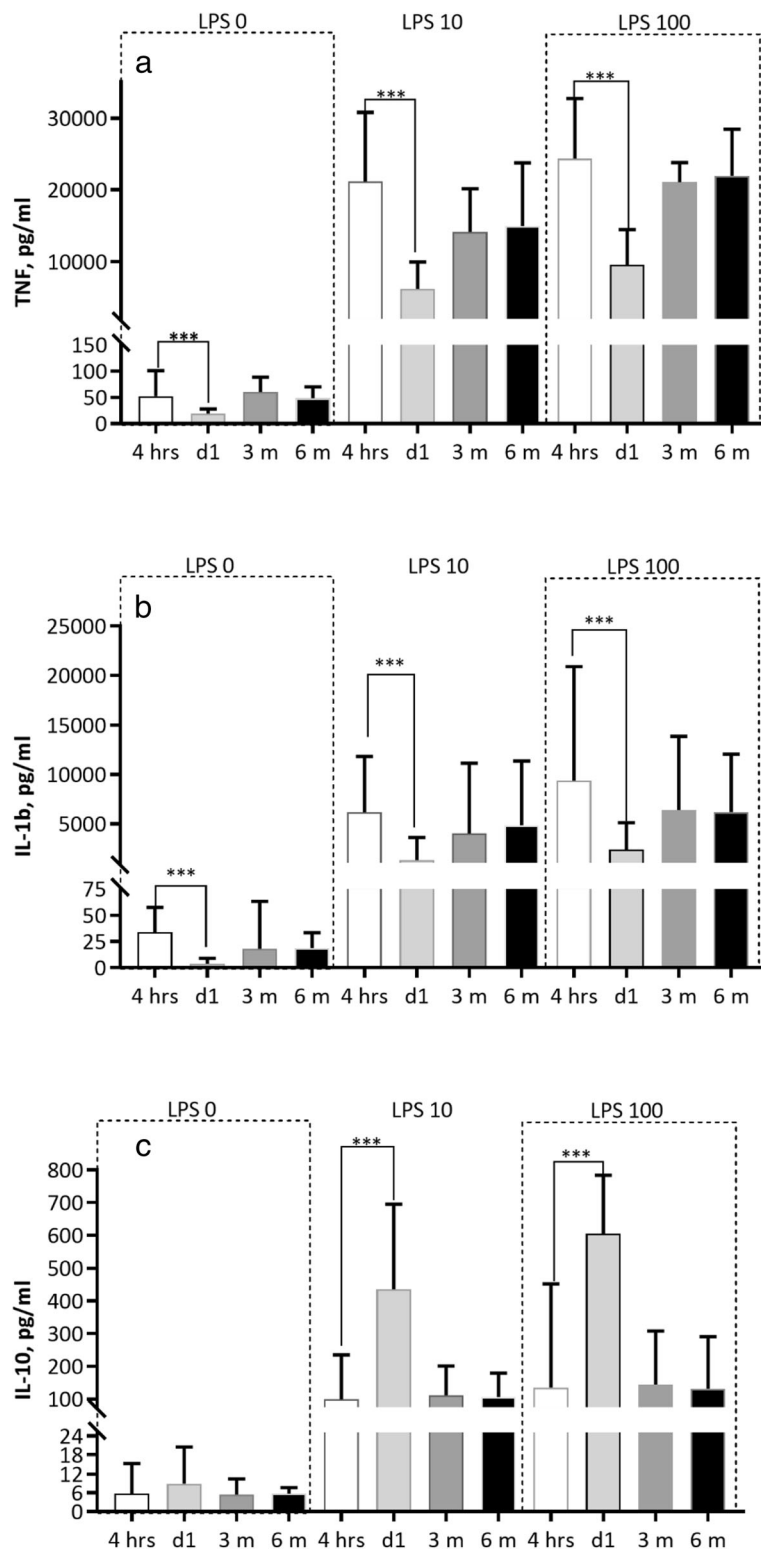 LPS 0 LPS 10 LPS 100
a
*** ***
30000
20000
10000
TNF, pg/ml
***
150
100
50
0
4 hrs d1 3 m 6 m 4 hrs d1 3 m 6 m 4 hrs d1 3 m 6 m
LPS 0 LPS 10 LPS 100
b
25000
***
20000
***
15000
10000
5000
IL-1b, pg/ml
***
75
50
25
0
4 hrs d1 3 m 6 m 4 hrs d1 3 m 6 m 4 hrs d1 3 m 6 m
LPS 0 LPS 10 LPS 100
c
*** ***
800
700
600
500
400
300
200
100
IL-10, pg/ml
24
18
12
6
0
4 hrs d1 3 m 6 m 4 hrs d1 3 m 6 m 4 hrs d1 3 m 6 m